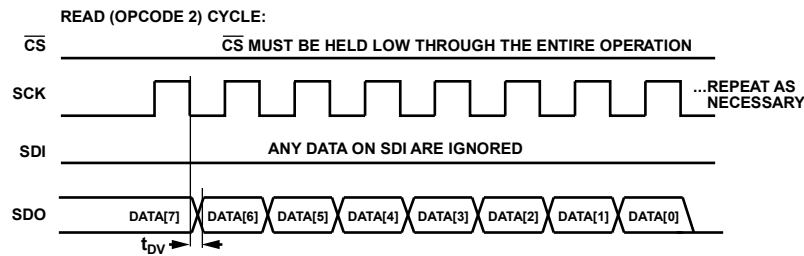 READ (OPCODE 2) CYCLE:
CS
CS MUST BE HELD LOW THROUGH THE ENTIRE OPERATION
SCK
...REPEAT AS
NECESSARY
SDI
ANY DATA ON SDI ARE IGNORED
SDO
DATA[7] DATA[6] DATA[5] DATA[4] DATA[3] DATA[2] DATA[1] DATA[0]
tDV